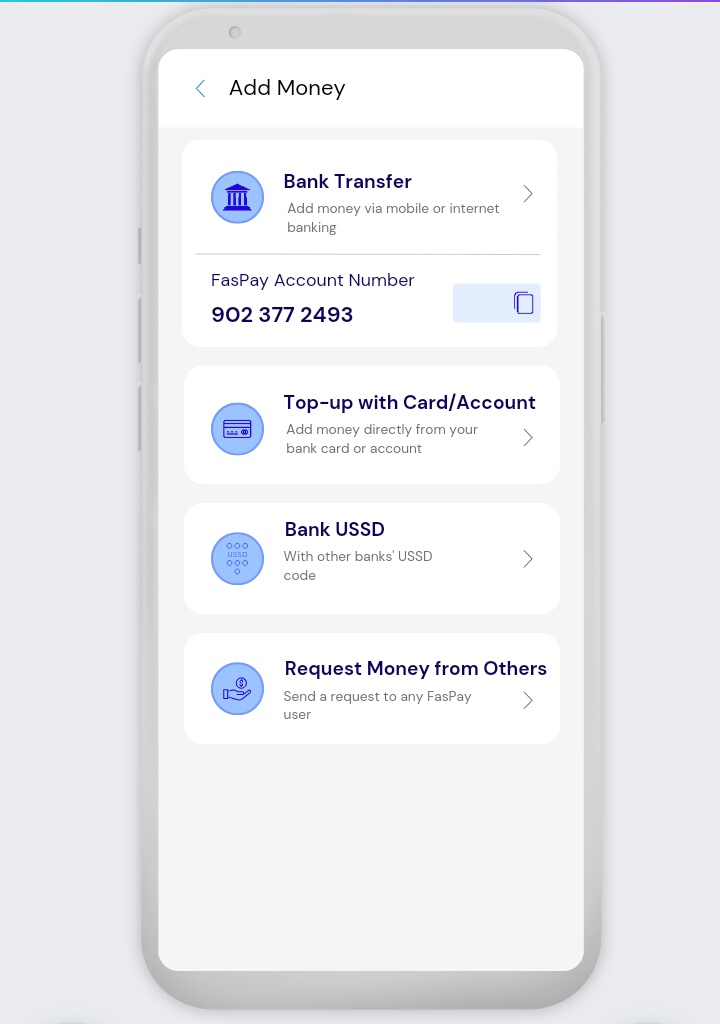 Add Money
Bank Transfer
Add money via mobile or internet
banking
FasPay Account Number
902 377 2493
Top-up with Card/Account
Add money directly from your
bank card or account
USSD
Bank USSD
With other banks' USSD
code
Request Money from Others
Send a request to any FasPay
user